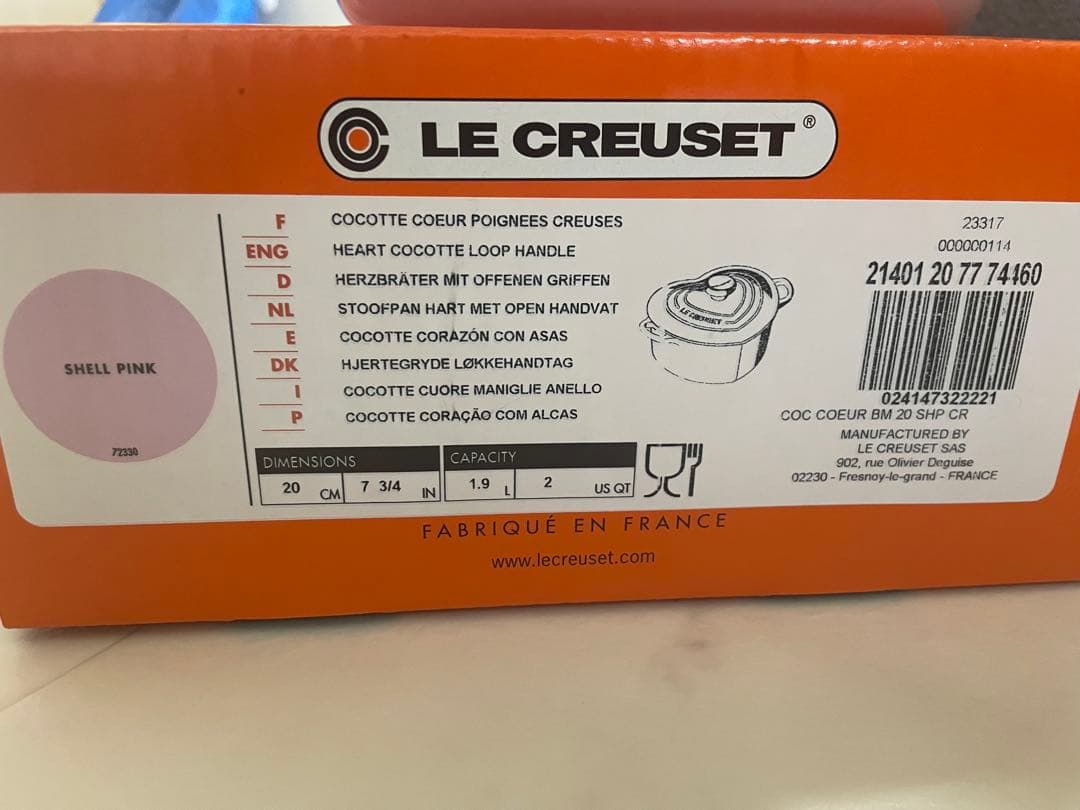 LE CREUSET ®
F COCOTTE COEUR POIGNEES CREUSES
ENG HEART COCOTTE LOOP HANDLE
D HERZBRÄTER MIT OFFENEN GRIFFEN
NL STOOFPAN HART MET OPEN HANDVAT
E COCOTTE CORAZÓN CON ASAS
DK HJERTEGRYDE LØKKEHANDTAG
I COCOTTE CUORE MANIGLIE ANELLO
P COCOTTE CORAÇÃO COM ALCAS
SHELL PINK
72330
DIMENSIONS
20 CM 7 3/4 IN
CAPACITY
1.9 L 2 US QT
LE CREUSET
23317
000000114
21401 20 77 74460
024147322221
COC COEUR BM 20 SHP CR
MANUFACTURED BY
LE CREUSET SAS
902, rue Olivier Deguise
02230 - Fresnoy-le-grand - FRANCE
FABRIQUÉ EN FRANCE
www.lecreuset.com